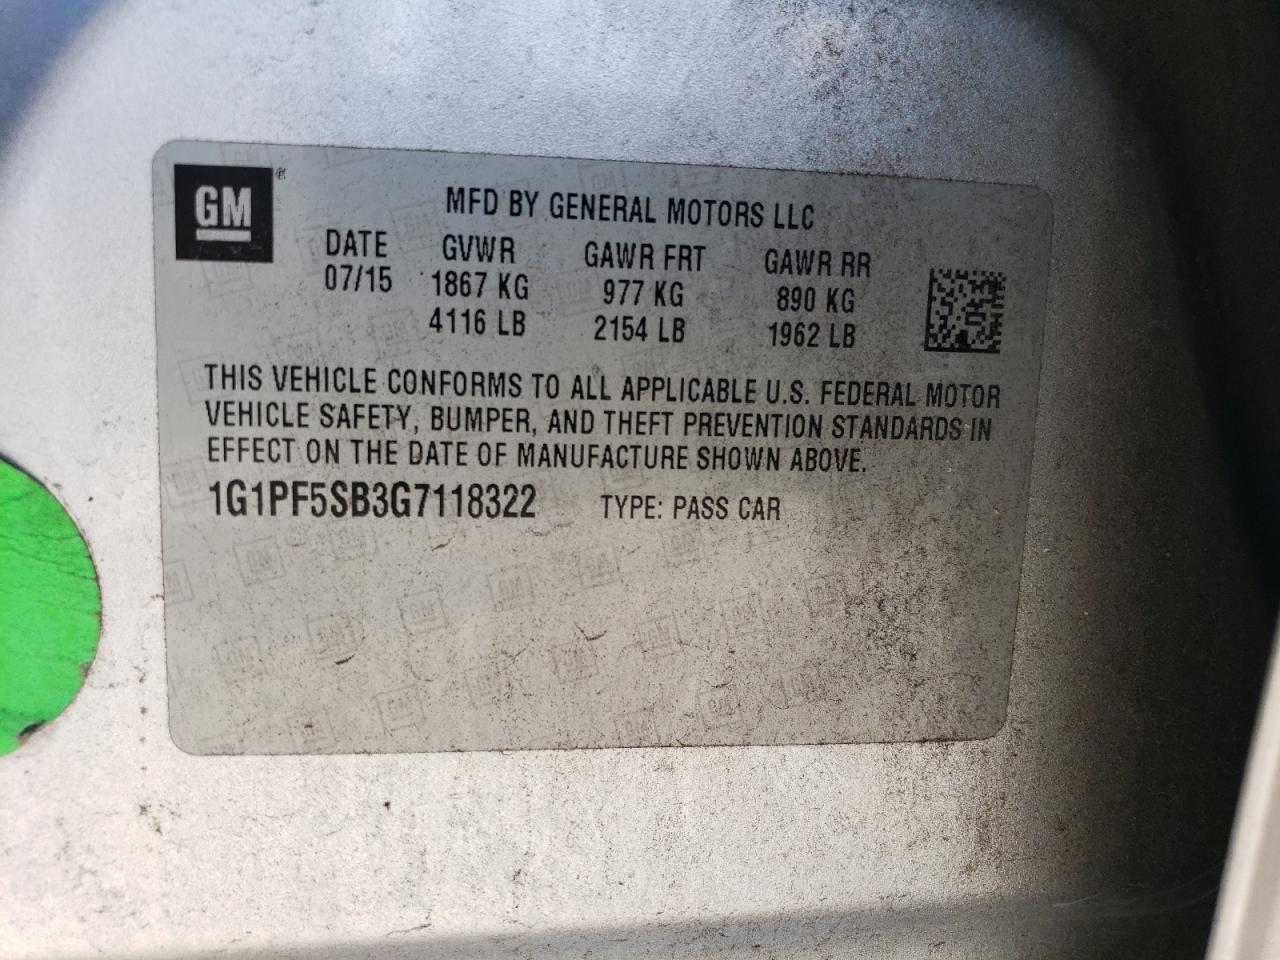 GM ®
MFD BY GENERAL MOTORS LLC
DATE GVWR GAWR FRT GAWR RR
07/15 1867 KG 977 KG 890 KG
4116 LB 2154 LB 1962 LB
THIS VEHICLE CONFORMS TO ALL APPLICABLE U.S. FEDERAL MOTOR
VEHICLE SAFETY, BUMPER, AND THEFT PREVENTION STANDARDS IN
EFFECT ON THE DATE OF MANUFACTURE SHOWN ABOVE.
1G1PF5SB3G7118322 TYPE: PASS CAR